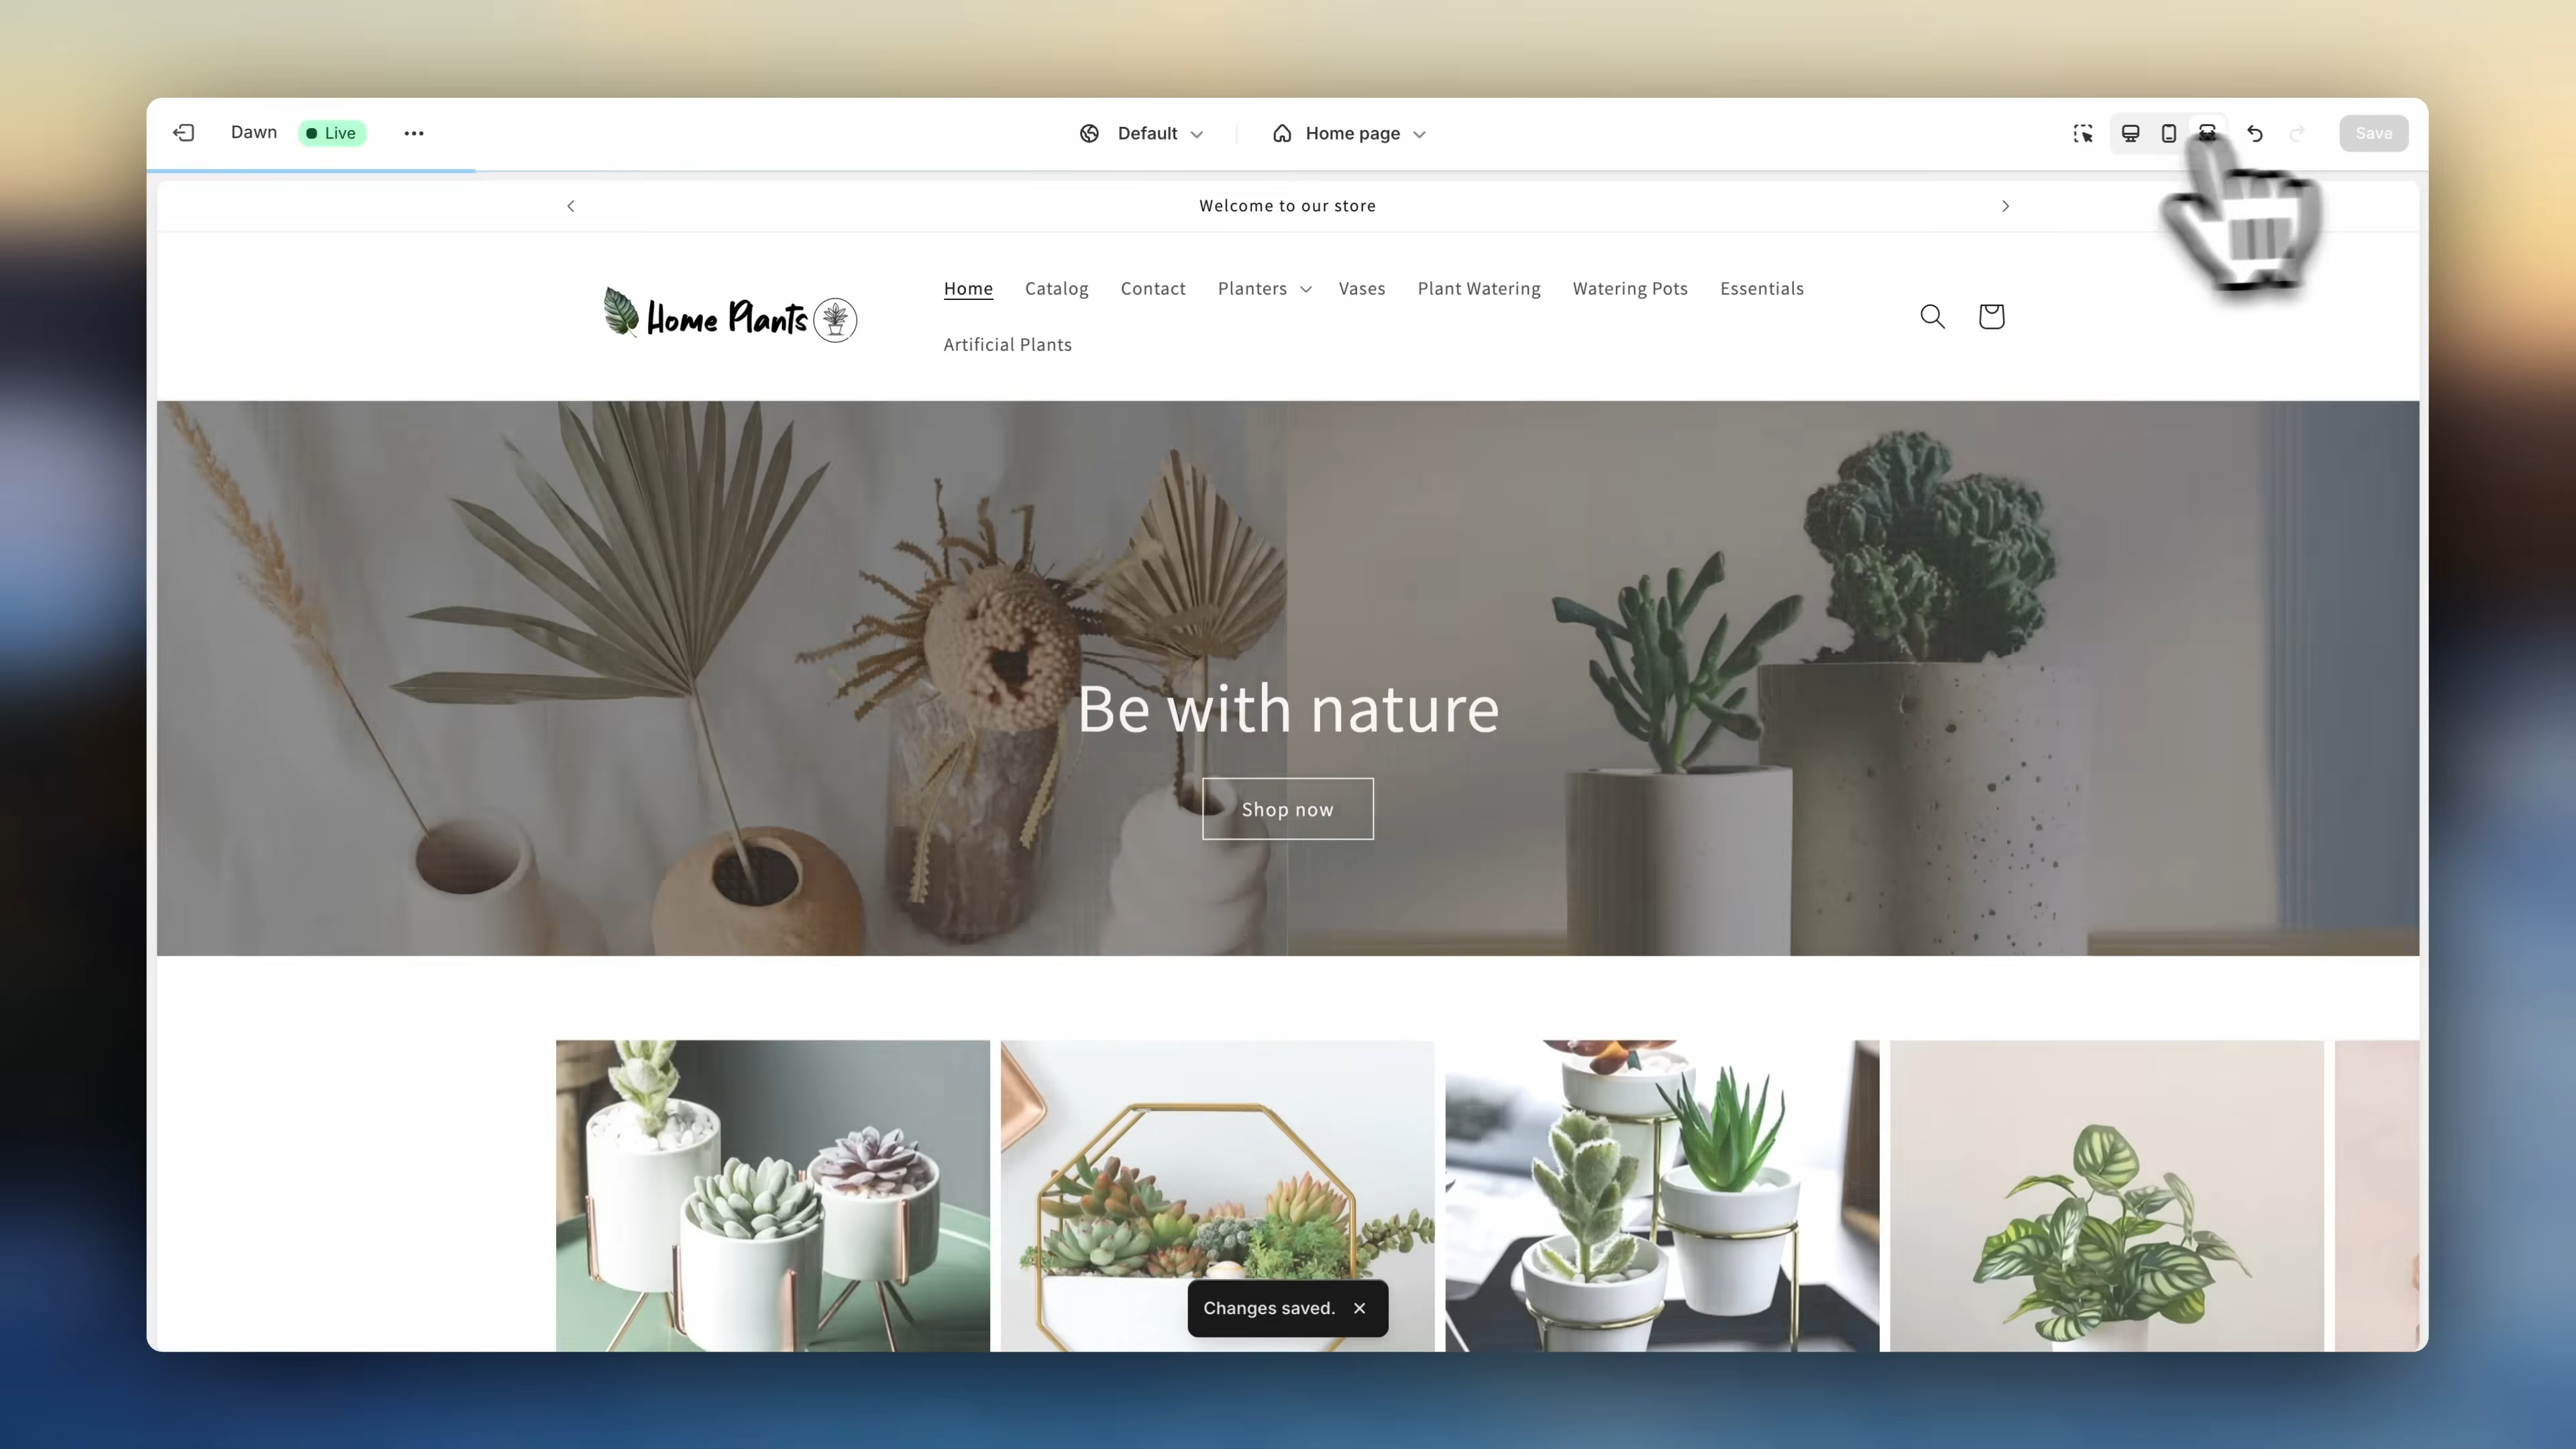 Dawn
Live
Default
Home page
Save
Welcome to our store
Home Plants
Home Catalog Contact Planters Vases Plant Watering Watering Pots Essentials
Artificial Plants
Be with nature
Shop now
Changes saved.